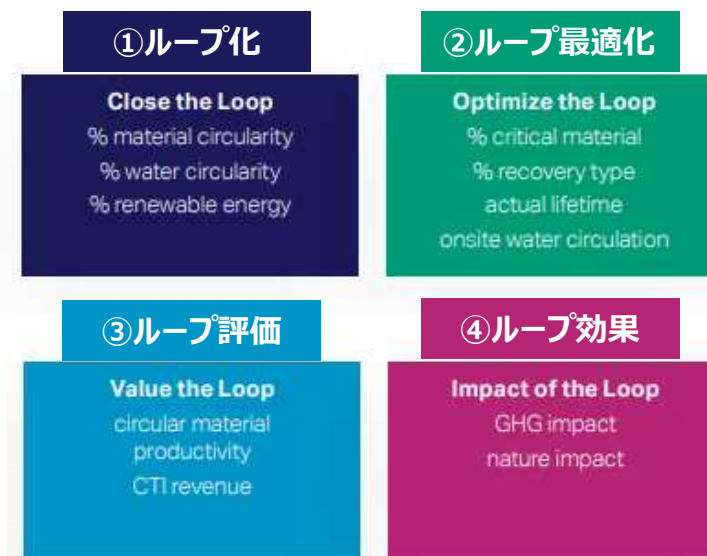 ①ループ化
Close the Loop
% material circularity
% water circularity
% renewable energy
②ループ最適化
Optimize the Loop
% critical material
% recovery type
actual lifetime
onsite water circulation
③ループ評価
Value the Loop
circular material
productivity
CTI revenue
④ループ効果
Impact of the Loop
GHG impact
nature impact